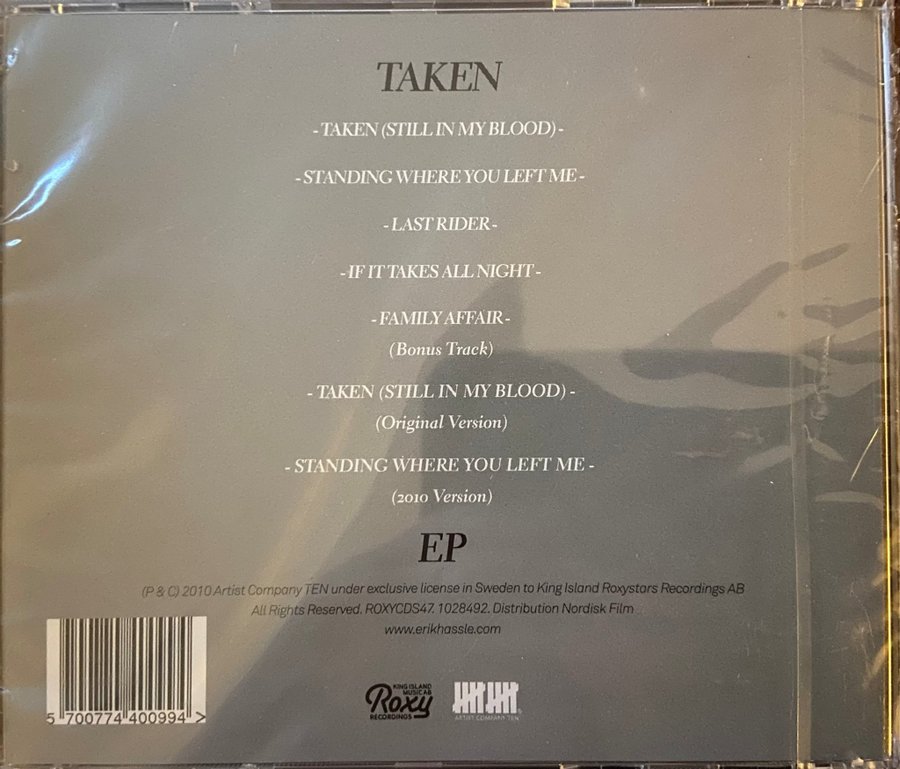 TAKEN
- TAKEN (STILL IN MY BLOOD) -
- STANDING WHERE YOU LEFT ME -
- LAST RIDER -
- IF IT TAKES ALL NIGHT -
- FAMILY AFFAIR -
(Bonus Track)
- TAKEN (STILL IN MY BLOOD) -
(Original Version)
- STANDING WHERE YOU LEFT ME -
(2010 Version)
EP
(P & C) 2010 Artist Company TEN under exclusive license in Sweden to King Island Roxystars Recordings AB
All Rights Reserved. ROXYCDS47. 1028492. Distribution Nordisk Film
www.erikhassle.com
5 700774 400994 >
KING ISLAND
MUSIC AB
Roxy
RECORDINGS
ARTIST COMPANY TEN